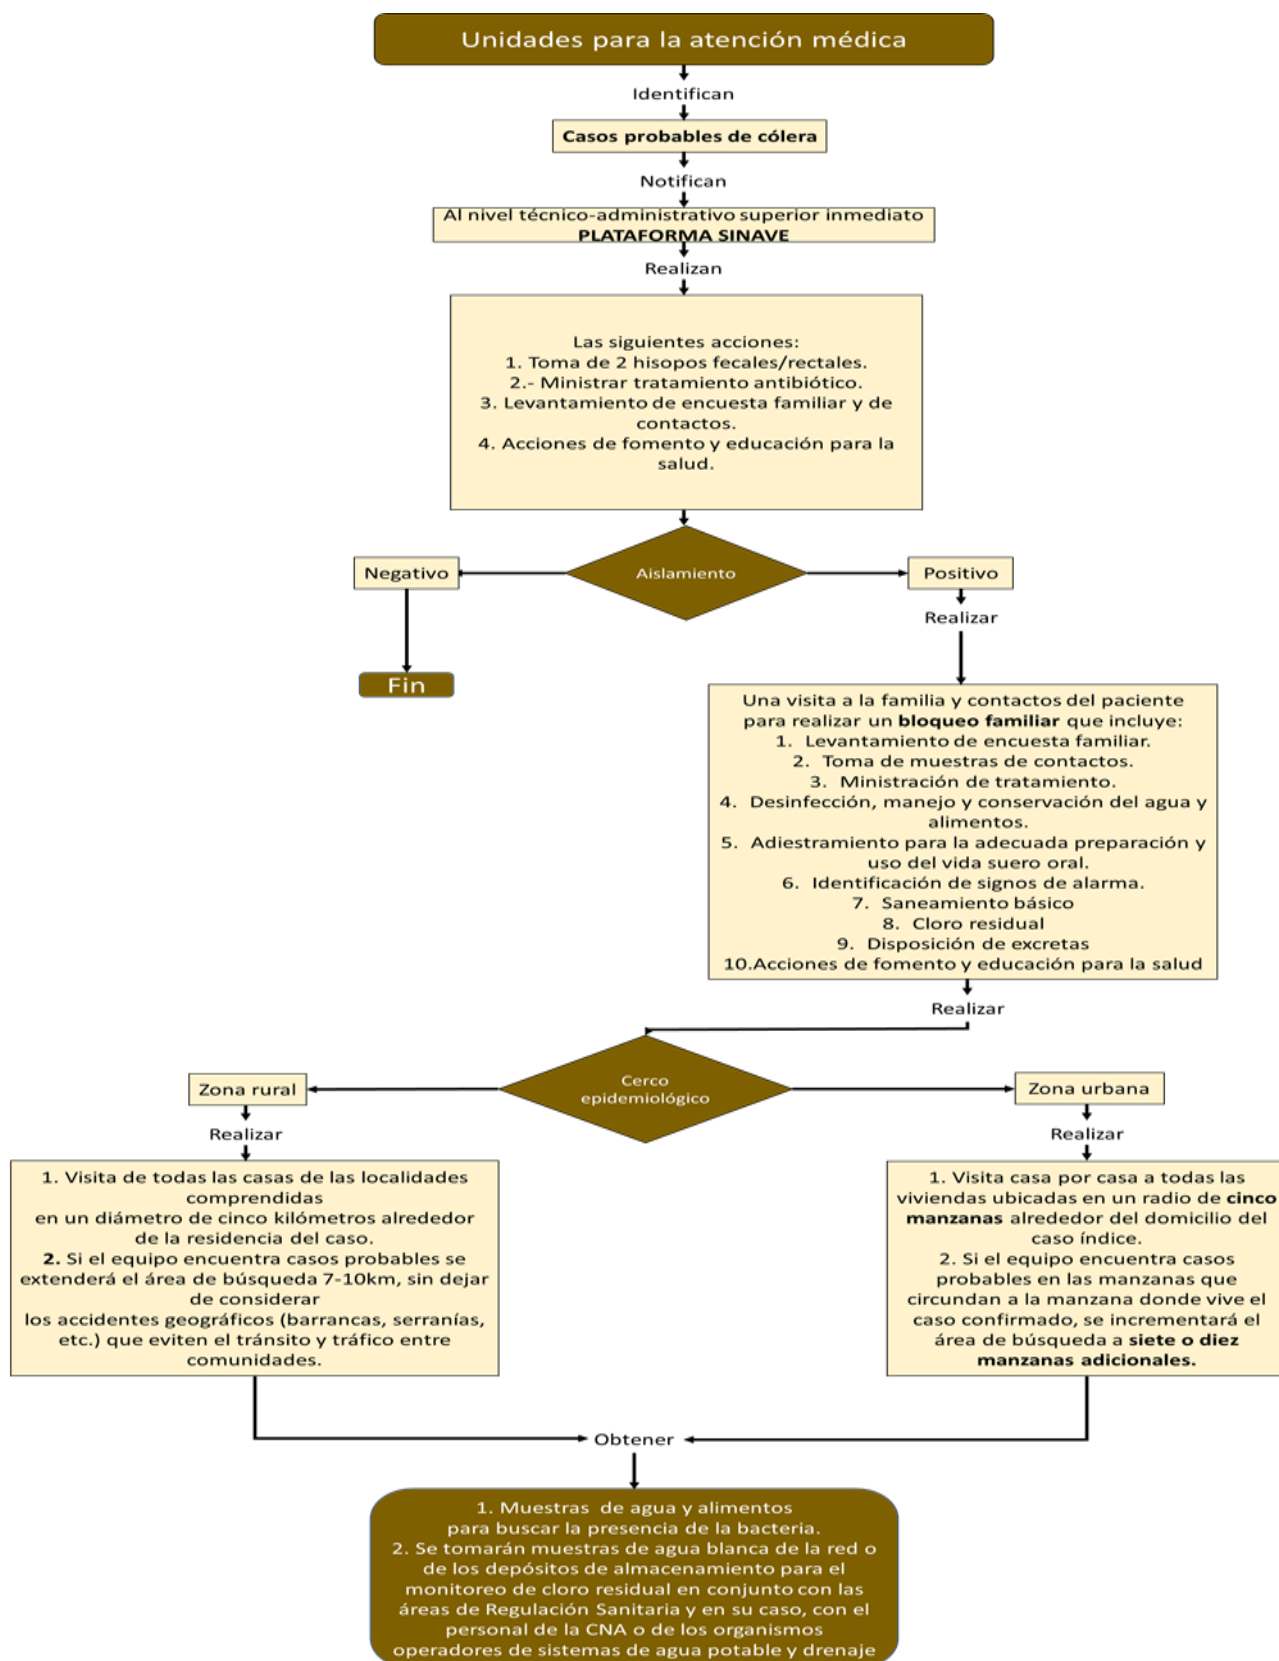 Unidades para la atención médica
Identifican
Casos probables de cólera
Notifican
Al nivel técnico-administrativo superior inmediato
PLATAFORMA SINAVE
Realizan
Las siguientes acciones:
1. Toma de 2 hisopos fecales/rectales.
2.- Ministrar tratamiento antibiótico.
3. Levantamiento de encuesta familiar y de
contactos.
4. Acciones de fomento y educación para la
salud.
Aislamiento
Negativo
Fin
Positivo
Realizar
Una visita a la familia y contactos del paciente
para realizar un bloqueo familiar que incluye:
1. Levantamiento de encuesta familiar.
2. Toma de muestras de contactos.
3. Ministración de tratamiento.
4. Desinfección, manejo y conservación del agua y
alimentos.
5. Adiestramiento para la adecuada preparación y
uso del vida suero oral.
6. Identificación de signos de alarma.
7. Saneamiento básico
8. Cloro residual
9. Disposición de excretas
10.Acciones de fomento y educación para la salud
Realizar
Cerco
epidemiológico
Zona rural
Realizar
1. Visita de todas las casas de las localidades
comprendidas
en un diámetro de cinco kilómetros alrededor
de la residencia del caso.
2. Si el equipo encuentra casos probables se
extenderá el área de búsqueda 7-10km, sin dejar
de considerar
los accidentes geográficos (barrancas, serranías,
etc.) que eviten el tránsito y tráfico entre
comunidades.
Zona urbana
Realizar
1. Visita casa por casa a todas las
viviendas ubicadas en un radio de cinco
manzanas alrededor del domicilio del
caso índice.
2. Si el equipo encuentra casos
probables en las manzanas que
circundan a la manzana donde vive el
caso confirmado, se incrementará el
área de búsqueda a siete o diez
manzanas adicionales.
Obtener
1. Muestras de agua y alimentos
para buscar la presencia de la bacteria.
2. Se tomarán muestras de agua blanca de la red o
de los depósitos de almacenamiento para el
monitoreo de cloro residual en conjunto con las
áreas de Regulación Sanitaria y en su caso, con el
personal de la CNA o de los organismos
operadores de sistemas de agua potable y drenaje